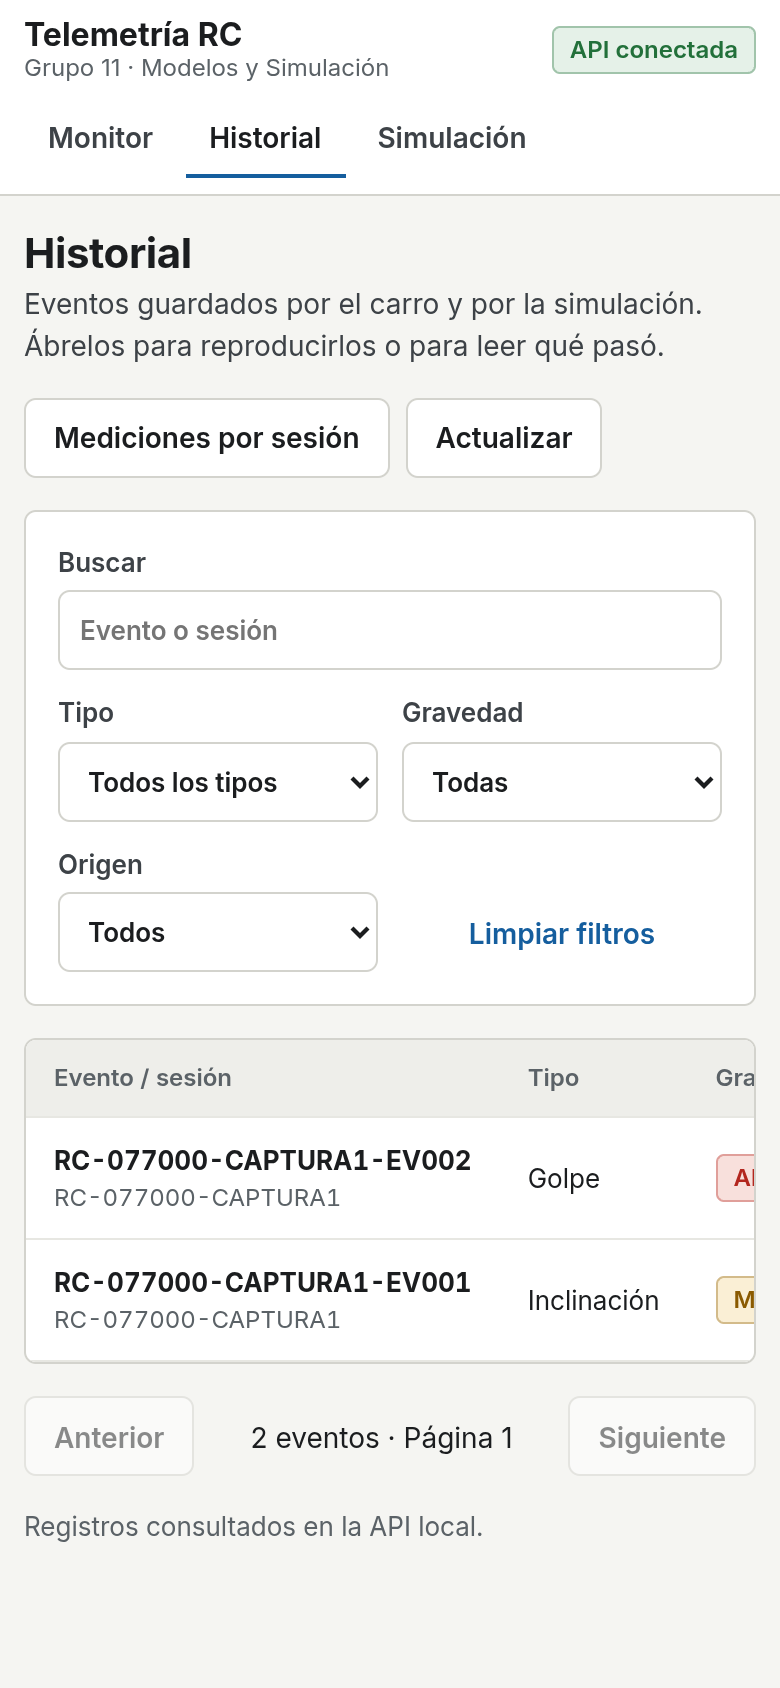 Telemetría RC
Grupo 11 · Modelos y Simulación
API conectada
Monitor Historial Simulación
Historial
Eventos guardados por el carro y por la simulación.
Ábrelos para reproducirlos o para leer qué pasó.
Mediciones por sesión Actualizar
Buscar
Evento o sesión
Tipo Gravedad
Todos los tipos Todas
Origen
Todos Limpiar filtros
Evento / sesión Tipo
RC-077000-CAPTURA1-EV002
RC-077000-CAPTURA1
Golpe
RC-077000-CAPTURA1-EV001
RC-077000-CAPTURA1
Inclinación
Anterior 2 eventos · Página 1 Siguiente
Registros consultados en la API local.